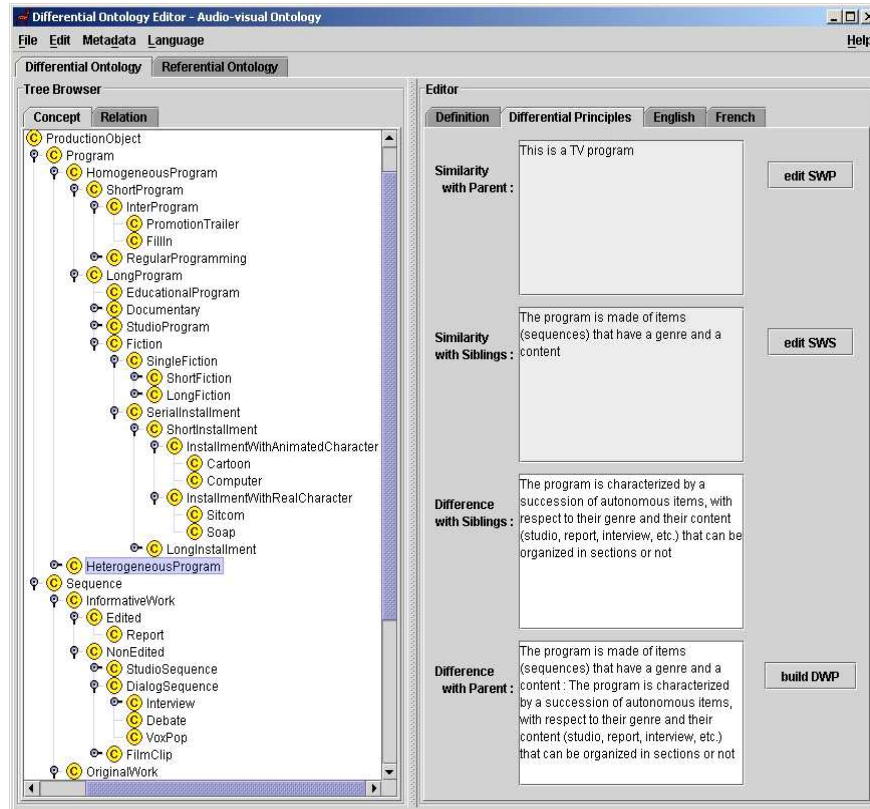 Differential Ontology Editor - Audio-visual Ontology
File Edit Metadata Language Help
Differential Ontology Referential Ontology
Tree Browser
Concept Relation
C ProductionObject
C Program
C HomogeneousProgram
C ShortProgram
C InterProgram
C PromotionTrailer
C FillIn
C RegularProgramming
C LongProgram
C EducationalProgram
C Documentary
C StudioProgram
C Fiction
C SingleFiction
C ShortFiction
C LongFiction
C SerialInstallment
C ShortInstallment
C InstallmentWithAnimatedCharacter
C Cartoon
C Computer
C InstallmentWithRealCharacter
C Sitcom
C Soap
C LongInstallment
C HeterogeneousProgram
C Sequence
C InformativeWork
C Edited
C Report
C NonEdited
C StudioSequence
C DialogSequence
C Interview
C Debate
C VoxPop
C FilmClip
C OriginalWork
Editor
Definition Differential Principles English French
Similarity
with Parent :
This is a TV program
edit SWP
Similarity
with Siblings :
The program is made of items
(sequences) that have a genre and a
content
edit SWS
Difference
with Siblings :
The program is characterized by a
succession of autonomous items, with
respect to their genre and their content
(studio, report, interview, etc.) that can be
organized in sections or not
Difference
with Parent :
The program is made of items
(sequences) that have a genre and a
content : The program is characterized
by a succession of autonomous items,
with respect to their genre and their
content (studio, report, interview, etc.)
that can be organized in sections or not
build DWP